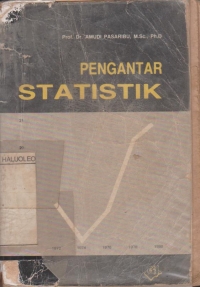 Prof. Dr. AMUDI PASARIBU, M.Sc., Ph.D
PENGANTAR
STATISTIK
HALUOLEO